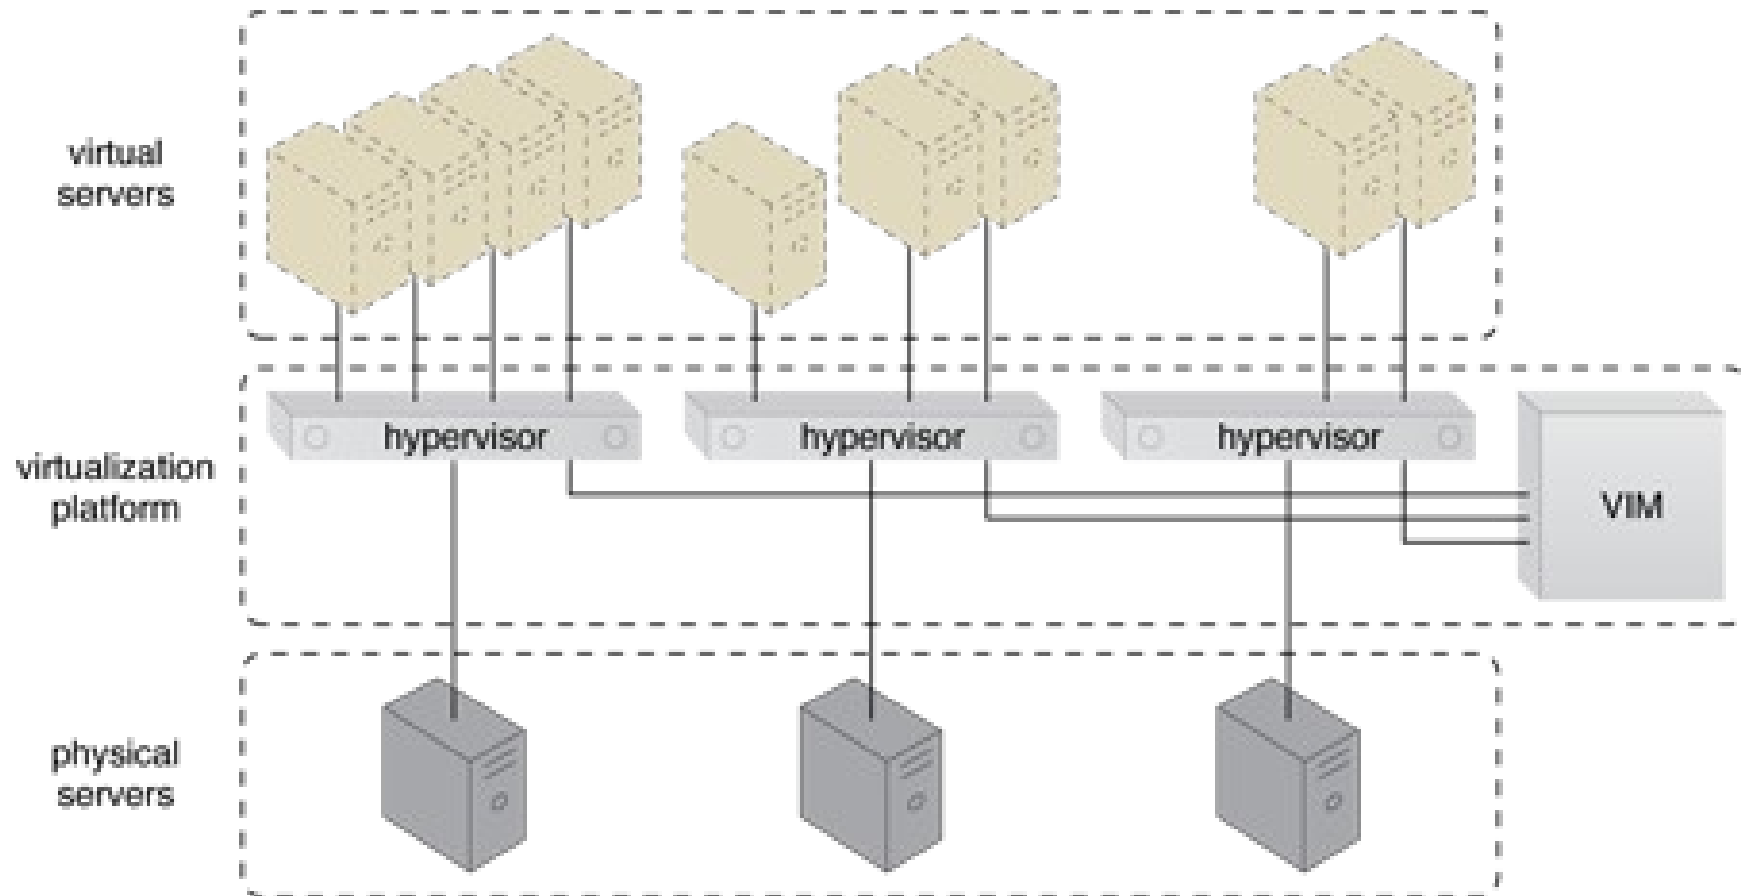 virtual
servers
hypervisor
hypervisor
hypervisor
virtualization
platform
VIM
physical
servers